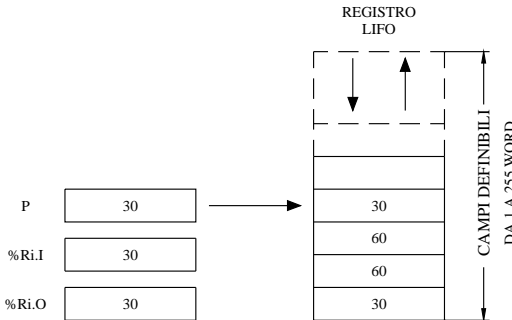 REGISTRO
LIFO
P
30
30
60
%Ri.I
30
60
%Ri.O
30
30
CAMPI DEFINIBILI
DA 1 A 255 WORD